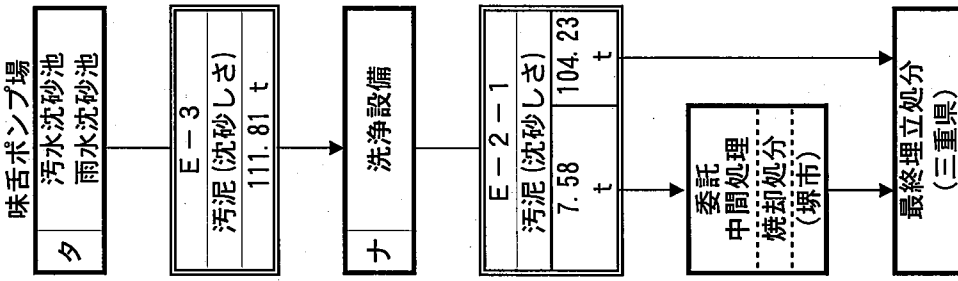 味舌ポンプ場
タ
汚水沈砂池
雨水沈砂池
E－3
汚泥(沈砂しさ)
111.81 t
ナ
洗浄設備
E－2－1
汚泥(沈砂しさ)
7.58
t
104.23
t
委託
中間処理
焼却処分
(堺市)
最終埋立処分
(三重県)